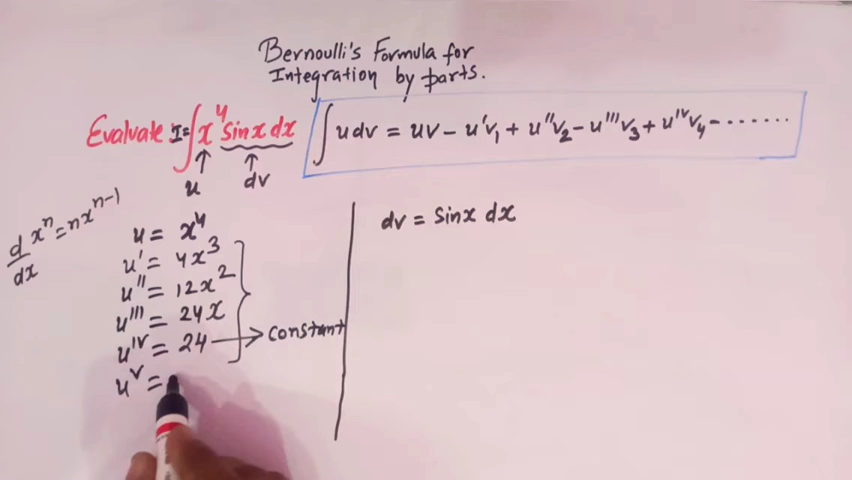 Bernoulli's Formula for
Integration by parts.
Evaluate I=∫x⁴ sinx dx
∫udv = uv - u'v₁ + u''v₂ - u'''v₃ + u'ᵛv₄ - .......
u
dv
d/dx xⁿ = nxⁿ⁻¹
u = x⁴
u' = 4x³
u'' = 12x²
u''' = 24x
u'ᵛ = 24 → constant
uᵛ =
dv = sinx dx